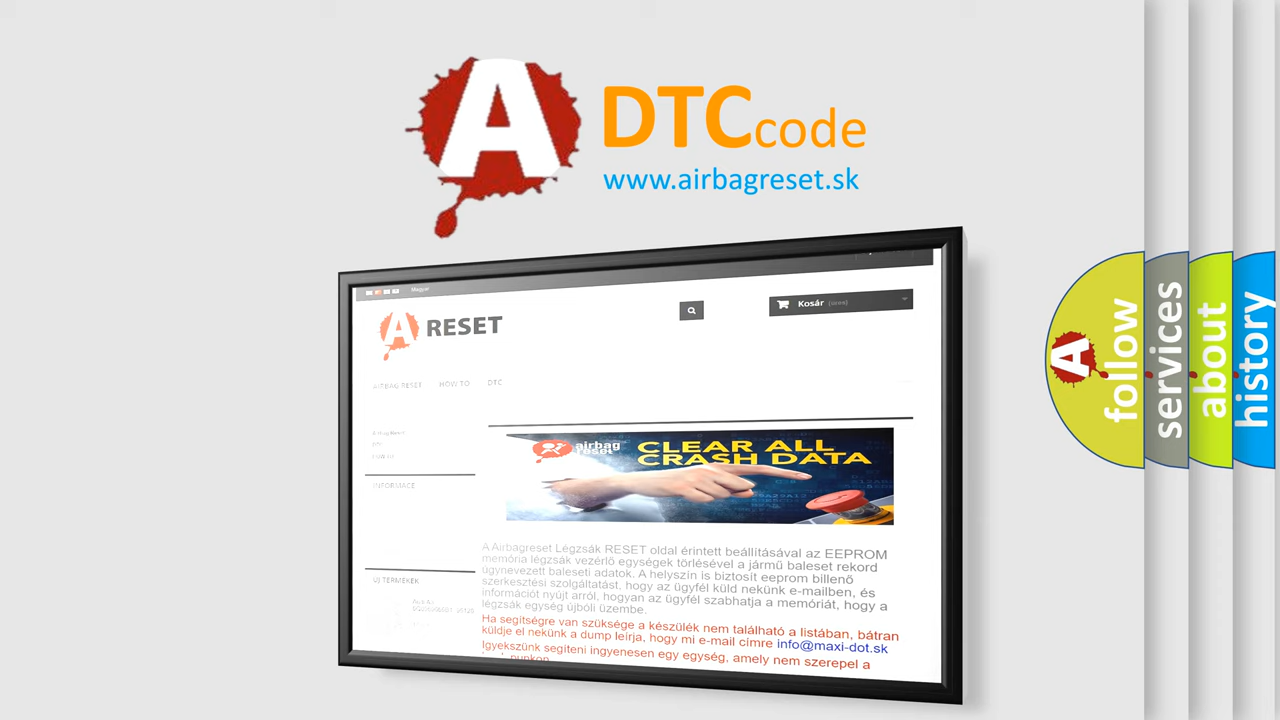 A DTCcode
www.airbagreset.sk
Magyar
A RESET
Kosár (üres)
AIRBAG RESET HOW TO DTC
INFORMACE
airbag
reset
CLEAR ALL
CRASH DATA
A Airbagreset Légzsák RESET oldal érintett beállításával az EEPROM
memória légzsák vezérlő egységek törlésével a jármű baleset rekord
úgynevezett baleseti adatok. A helyszín is biztosít eeprom billenő
szerkesztési szolgáltatást, hogy az ügyfél küld nekünk e-mailben, és
információt nyújt arról, hogyan az ügyfél szabhatja a memóriát, hogy a
légzsák egység újbóli üzembe.
Ha segítségre van szüksége a készülék nem található a listában, bátran
küldje el nekünk a dump leírja, hogy mi e-mail címre info@maxi-dot.sk
Igyekszünk segíteni ingyenesen egy egység, amely nem szerepel a
ÚJ TERMÉKEK
A
follow
services
about
history